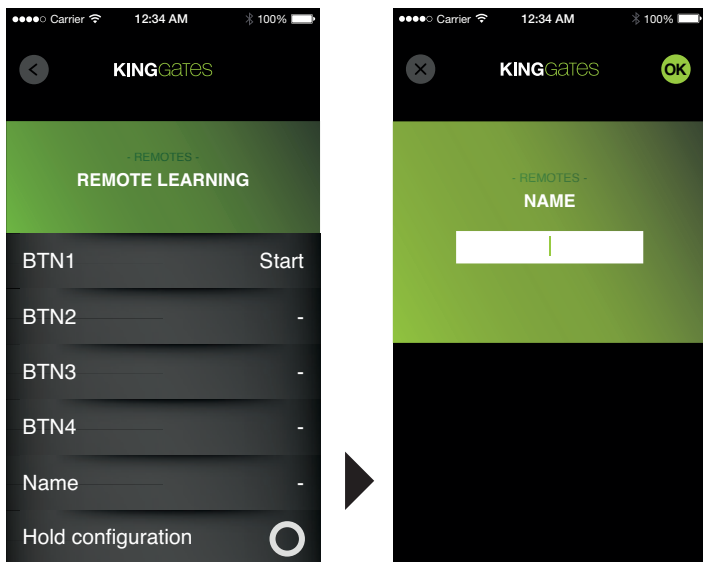 Carrier 12:34 AM 100%
KINGGATES
- REMOTES -
REMOTE LEARNING
BTN1 Start
BTN2 -
BTN3 -
BTN4 -
Name -
Hold configuration
Carrier 12:34 AM 100%
KINGGATES OK
- REMOTES -
NAME